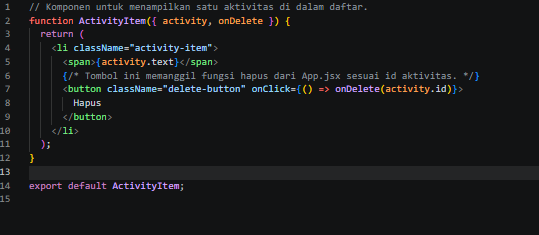 1 // Komponen untuk menampilkan satu aktivitas di dalam daftar.
2 function ActivityItem({ activity, onDelete }) {
3   return (
4     <li className="activity-item">
5       <span>{activity.text}</span>
6       {/* Tombol ini memanggil fungsi hapus dari App.jsx sesuai id aktivitas. */}
7       <button className="delete-button" onClick={() => onDelete(activity.id)}>
8         Hapus
9       </button>
10     </li>
11   );
12 }
13
14 export default ActivityItem;
15